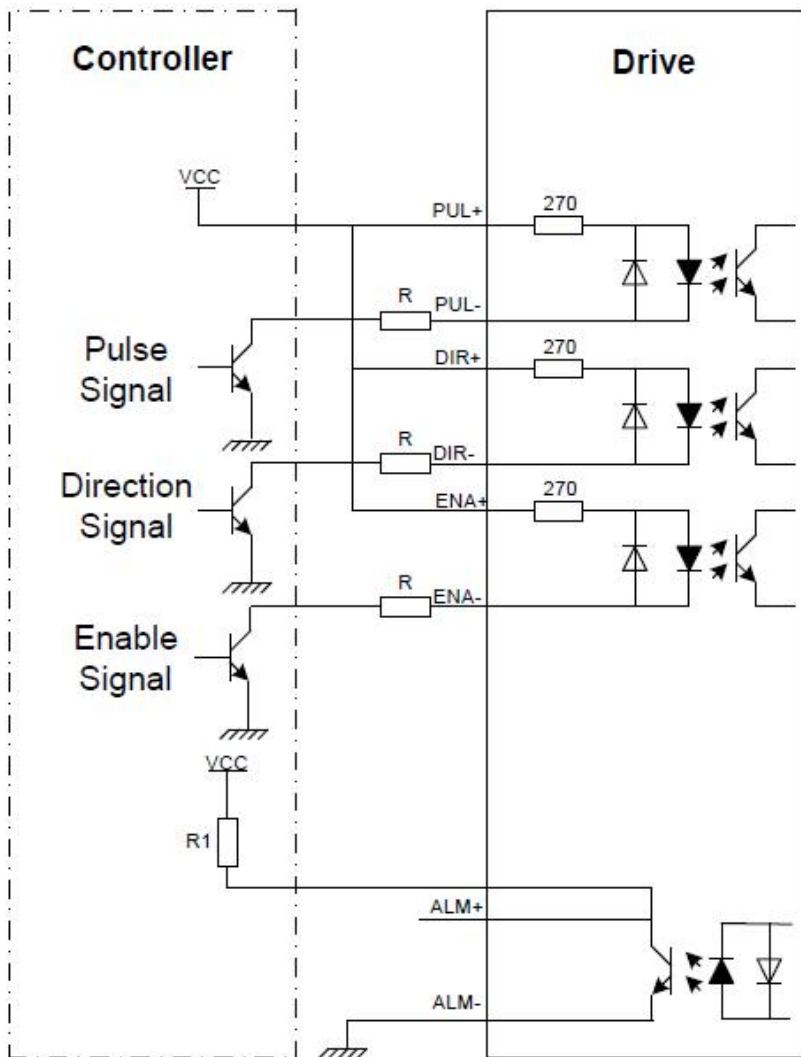 Controller
Drive
VCC
PUL+
270
R
PUL-
Pulse
Signal
DIR+
270
R
DIR-
Direction
Signal
ENA+
270
R
ENA-
Enable
Signal
VCC
R1
ALM+
ALM-